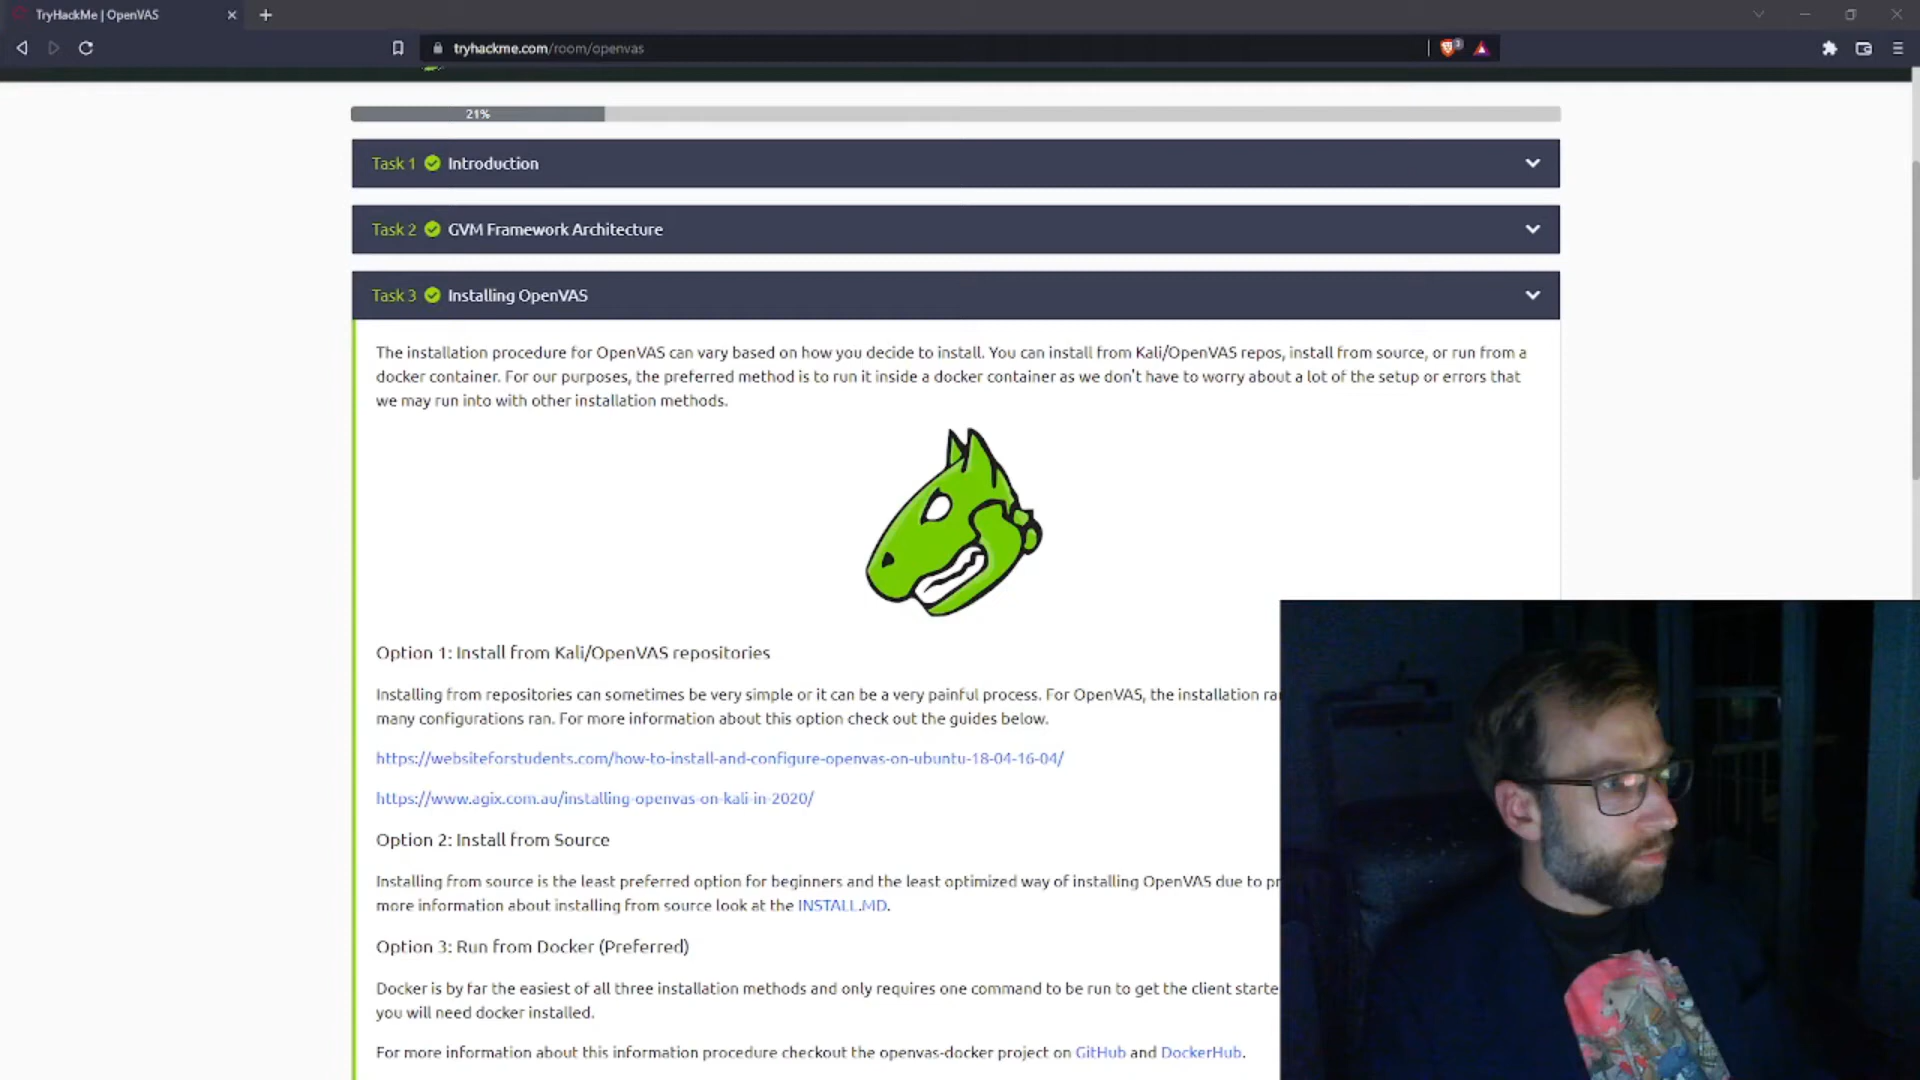 TryHackMe | OpenVAS
tryhackme.com/room/openvas
3
21%
Task 1 Introduction
Task 2 GVM Framework Architecture
Task 3 Installing OpenVAS
The installation procedure for OpenVAS can vary based on how you decide to install. You can install from Kali/OpenVAS repos, install from source, or run from a
docker container. For our purposes, the preferred method is to run it inside a docker container as we don't have to worry about a lot of the setup or errors that
we may run into with other installation methods.
Option 1: Install from Kali/OpenVAS repositories
Installing from repositories can sometimes be very simple or it can be a very painful process. For OpenVAS, the installation ra
many configurations ran. For more information about this option check out the guides below.
https://websiteforstudents.com/how-to-install-and-configure-openvas-on-ubuntu-18-04-16-04/
https://www.agix.com.au/installing-openvas-on-kali-in-2020/
Option 2: Install from Source
Installing from source is the least preferred option for beginners and the least optimized way of installing OpenVAS due to pr
more information about installing from source look at the INSTALL.MD.
Option 3: Run from Docker (Preferred)
Docker is by far the easiest of all three installation methods and only requires one command to be run to get the client starte
you will need docker installed.
For more information about this information procedure checkout the openvas-docker project on GitHub and DockerHub.